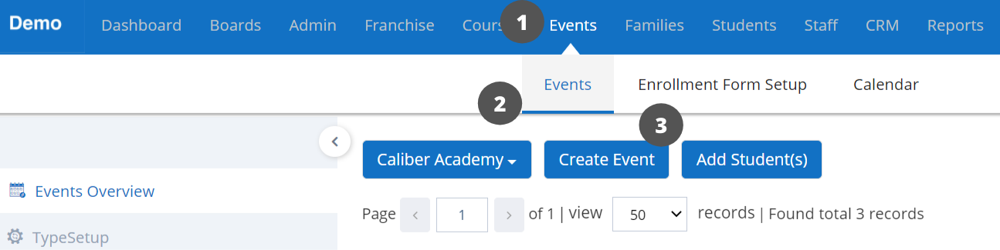 Demo Dashboard Boards Admin Franchise Cours 1 Events Families Students Staff CRM Reports
Events Enrollment Form Setup Calendar
2
3
Caliber Academy Create Event Add Student(s)
Events Overview
Page 1 of 1 | view 50 records | Found total 3 records
TypeSetup